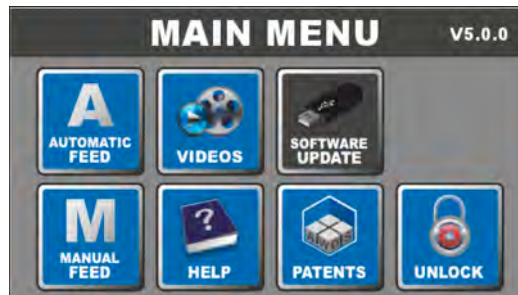 MAIN MENU
V5.0.0
A
AUTOMATIC
FEED
VIDEOS
SOFTWARE
UPDATE
M
MANUAL
FEED
?
HELP
PATENTS
UNLOCK